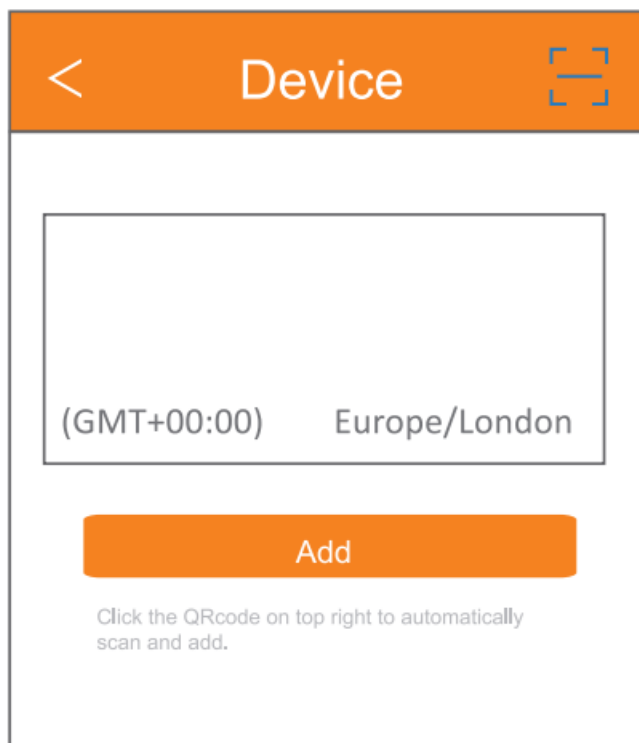 < Device
(GMT+00:00) Europe/London
Add
Click the QRcode on top right to automatically
scan and add.